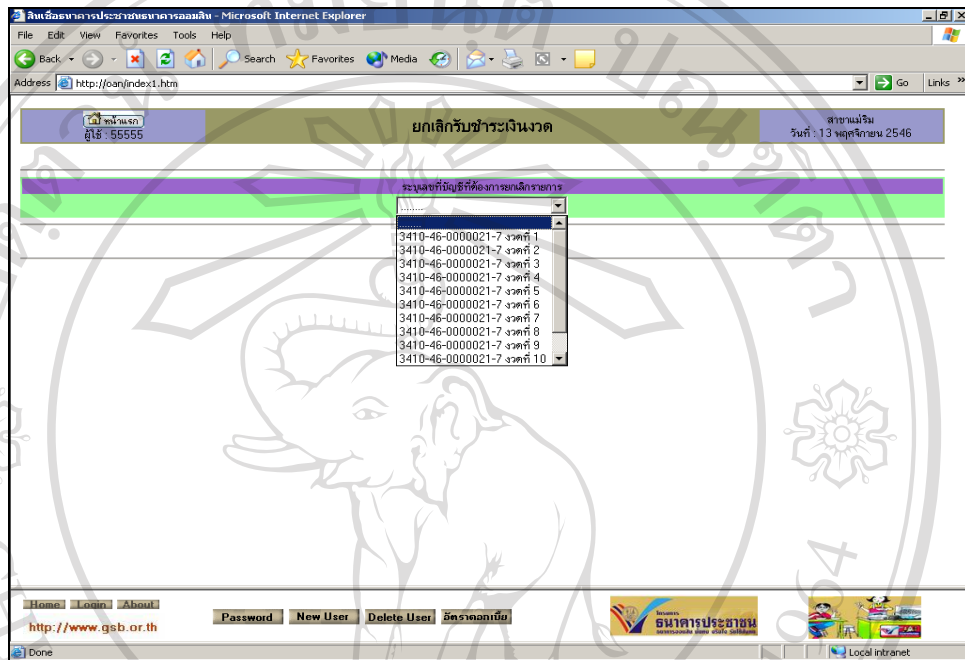 สินเชื่อธนาคารประชาชนธนาคารออมสิน - Microsoft Internet Explorer
File Edit View Favorites Tools Help
Back Search Favorites Media
Address http://oan/index1.htm Go Links »
หน้าแรก
ผู้ใช้ : 55555
ยกเลิกรับชำระเงินงวด
สาขาแม่ริม
วันที่ : 13 พฤศจิกายน 2546
ระบุเลขที่บัญชีที่ต้องการยกเลิกรายการ
.......
.......
3410-46-0000021-7 งวดที่ 1
3410-46-0000021-7 งวดที่ 2
3410-46-0000021-7 งวดที่ 3
3410-46-0000021-7 งวดที่ 4
3410-46-0000021-7 งวดที่ 5
3410-46-0000021-7 งวดที่ 6
3410-46-0000021-7 งวดที่ 7
3410-46-0000021-7 งวดที่ 8
3410-46-0000021-7 งวดที่ 9
3410-46-0000021-7 งวดที่ 10
Home Login About
http://www.gsb.or.th
Password New User Delete User อัตราดอกเบี้ย
โครงการ
ธนาคารประชาชน
Done Local intranet